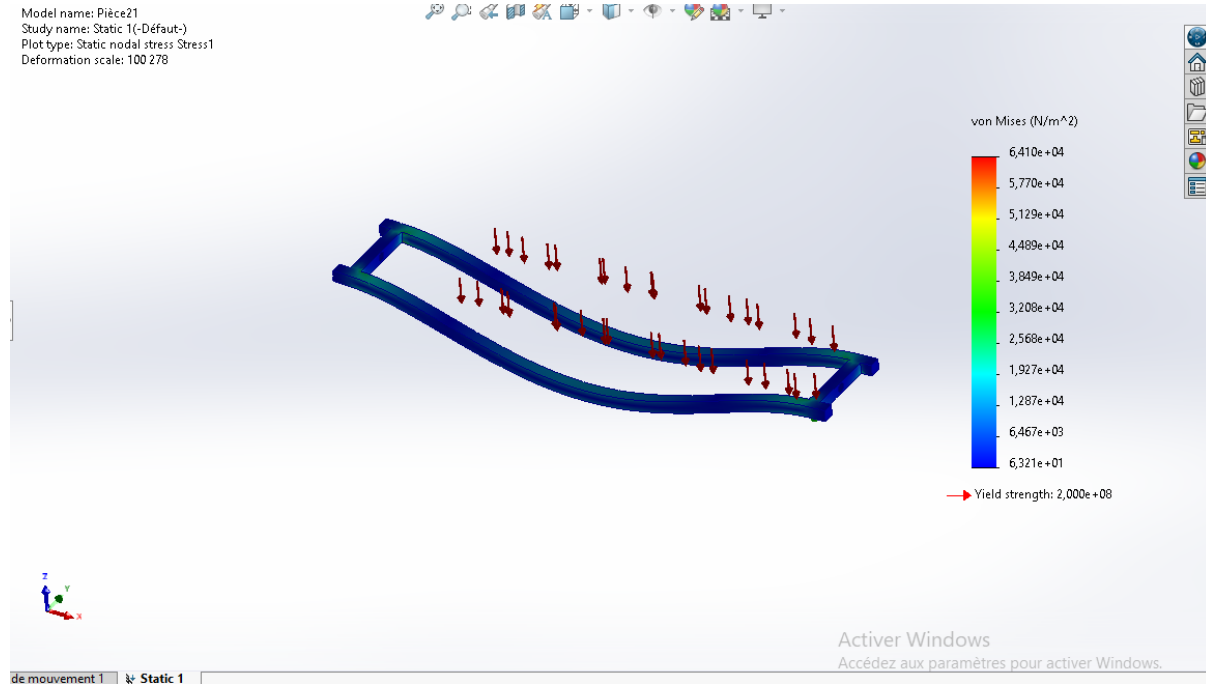 Model name: Pièce21
Study name: Static 1(-Défaut-)
Plot type: Static nodal stress Stress1
Deformation scale: 100 278
von Mises (N/m^2)
6,410e+04
5,770e+04
5,129e+04
4,489e+04
3,849e+04
3,208e+04
2,568e+04
1,927e+04
1,287e+04
6,467e+03
6,321e+01
Yield strength: 2,000e+08
Z
Y
X
Activer Windows
Accédez aux paramètres pour activer Windows.
de mouvement 1
Static 1